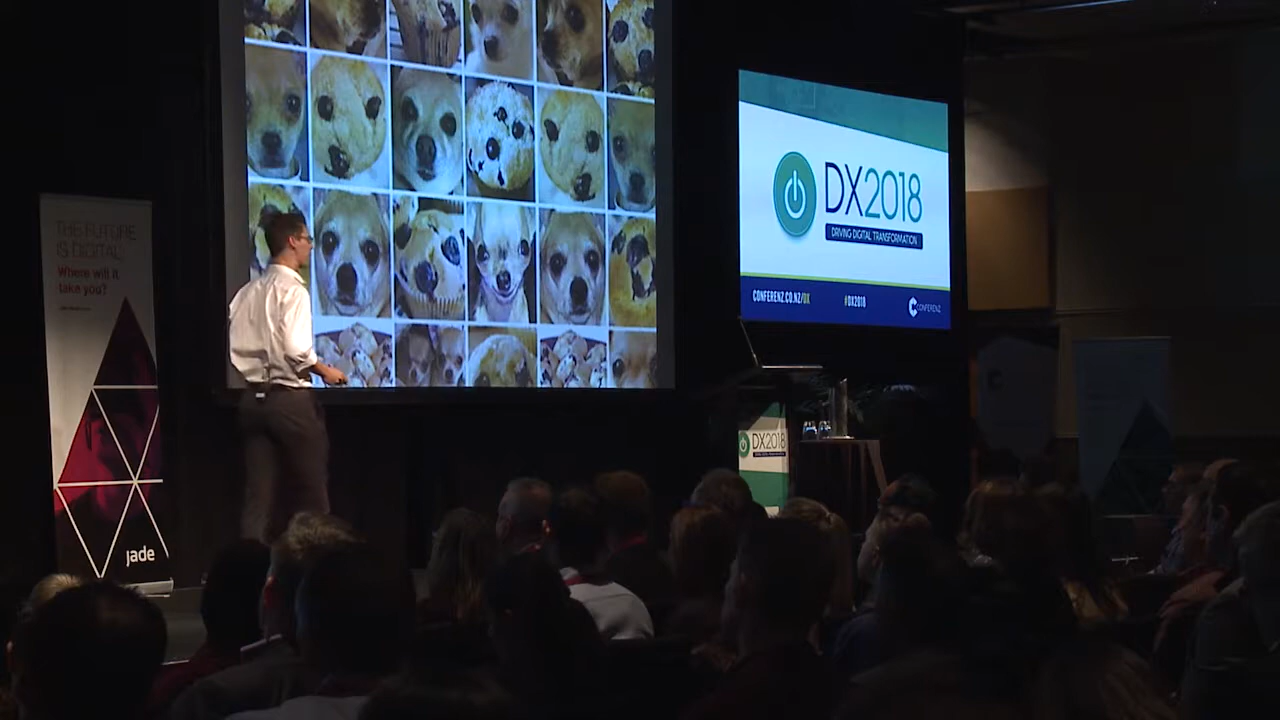 THE FUTURE
IS DIGITAL
Where will it
take you?
jade
DX2018
DRIVING DIGITAL TRANSFORMATION
CONFERENZ.CO.NZ/DX
#DX2018
CONFERENZ
DX2018